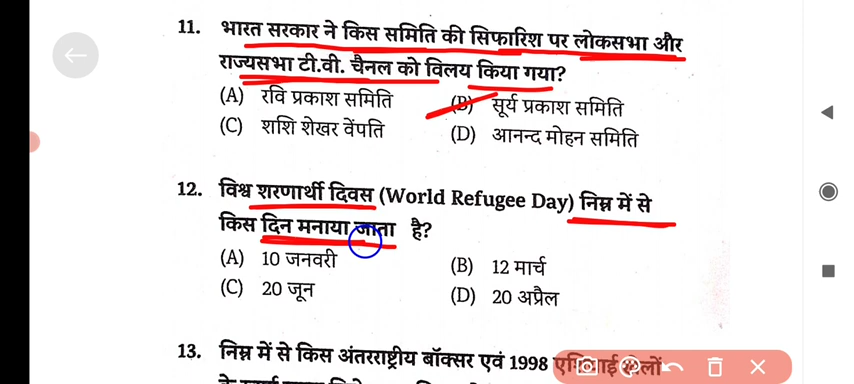 11. भारत सरकार ने किस समिति की सिफारिश पर लोकसभा और
राज्यसभा टी.वी. चैनल को विलय किया गया?
(A) रवि प्रकाश समिति (B) सूर्य प्रकाश समिति
(C) शशि शेखर वेंपति (D) आनन्द मोहन समिति
12. विश्व शरणार्थी दिवस (World Refugee Day) निम्न में से
किस दिन मनाया जाता है?
(A) 10 जनवरी (B) 12 मार्च
(C) 20 जून (D) 20 अप्रैल
13. निम्न में से किस अंतरराष्ट्रीय बॉक्सर एवं 1998